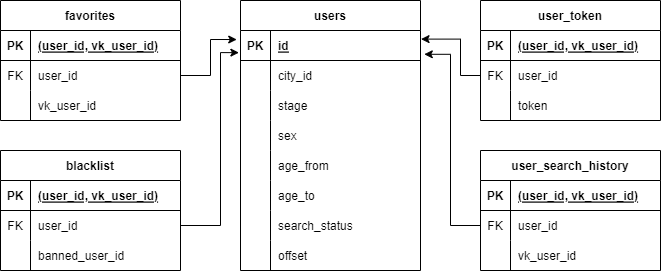 favorites
PK (user_id, vk_user_id)
FK user_id
vk_user_id
blacklist
PK (user_id, vk_user_id)
FK user_id
banned_user_id
users
PK id
city_id
stage
sex
age_from
age_to
search_status
offset
user_token
PK (user_id, vk_user_id)
FK user_id
token
user_search_history
PK (user_id, vk_user_id)
FK user_id
vk_user_id